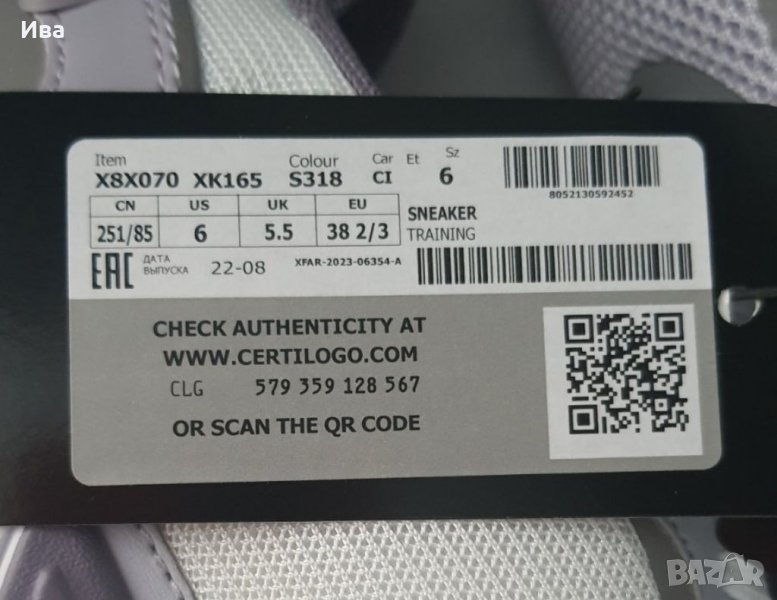 Ива
Item Colour Car Et Sz
X8X070 XK165 S318 CI 6
8052130592452
CN US UK EU
251/85 6 5.5 38 2/3
SNEAKER
TRAINING
EAC ДАТА ВЫПУСКА 22-08 XFAR-2023-06354-A
CHECK AUTHENTICITY AT
WWW.CERTILOGO.COM
CLG 579 359 128 567
OR SCAN THE QR CODE
BAZAR